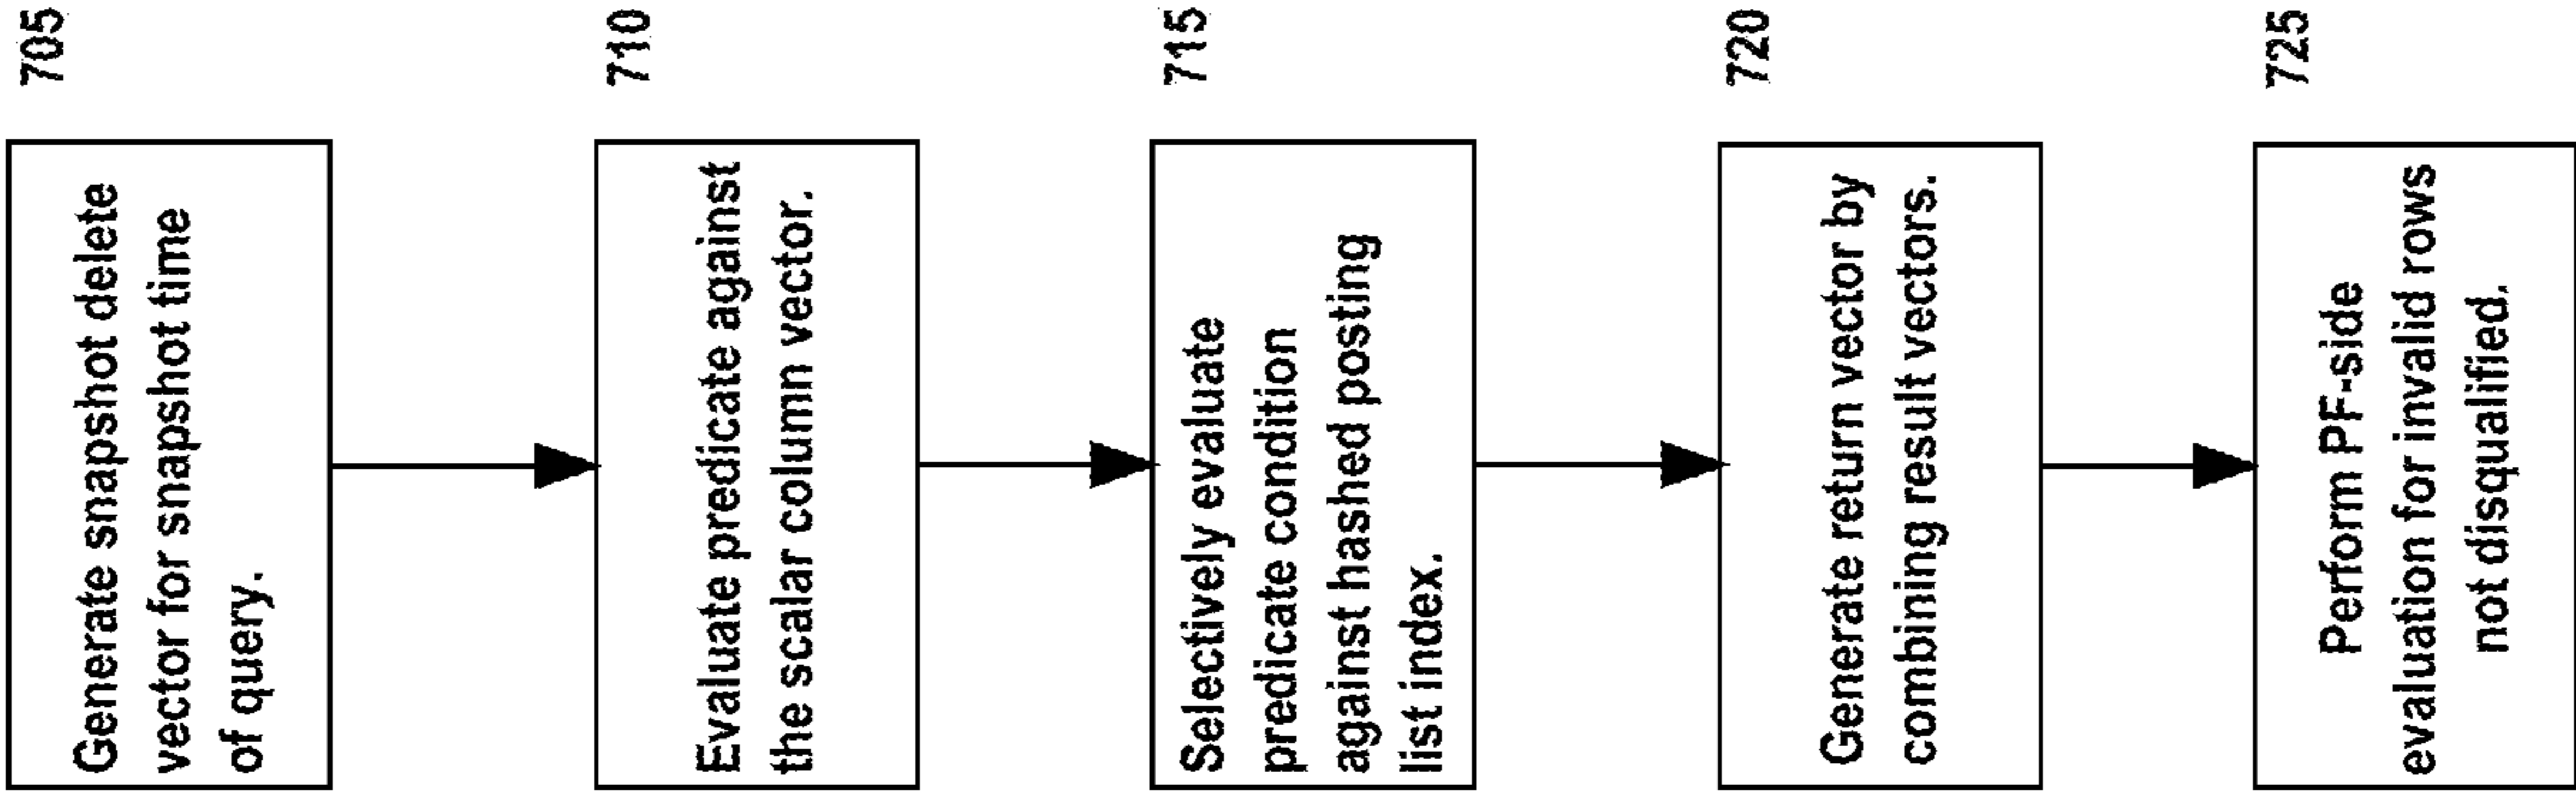 705
Generate snapshot delete
vector for snapshot time
of query.
710
Evaluate predicate against
the scalar column vector.
715
Selectively evaluate
predicate condition
against hashed posting
list index.
720
Generate return vector by
combining result vectors.
725
Perform PF-side
evaluation for invalid rows
not disqualified.